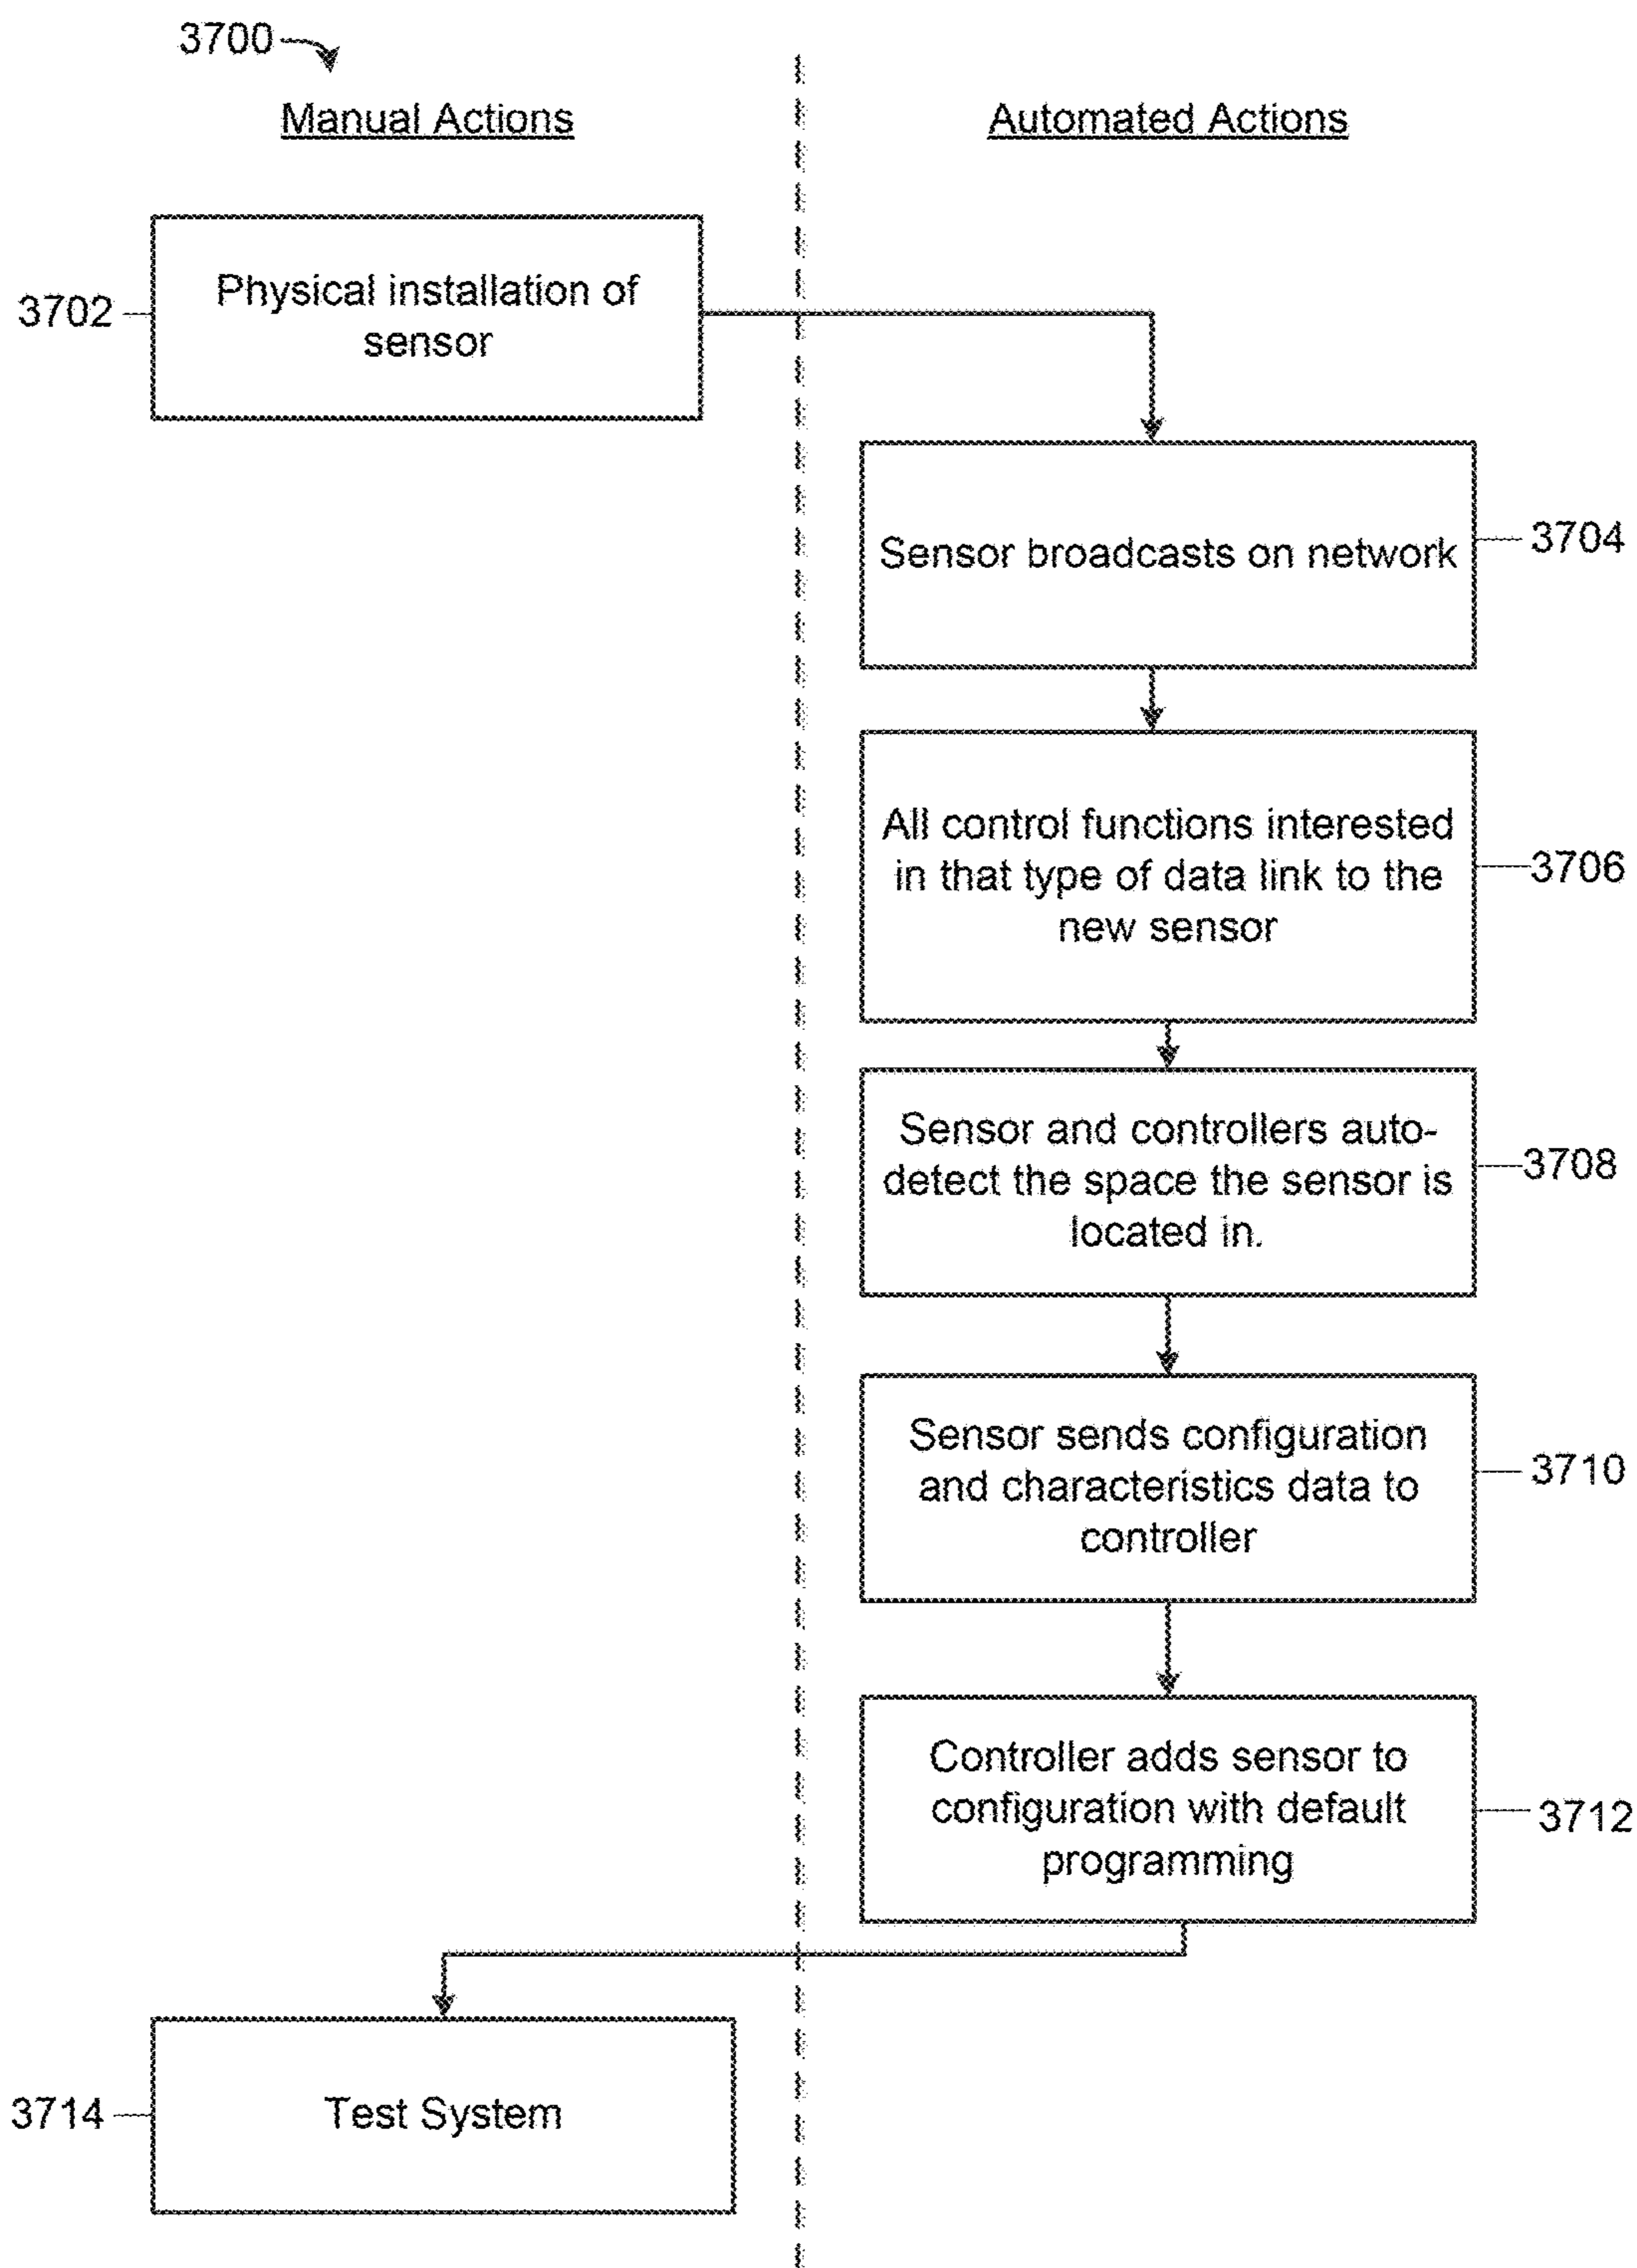 3700
Manual Actions
Automated Actions
3702
Physical installation of
sensor
Sensor broadcasts on network
3704
All control functions interested
in that type of data link to the
new sensor
3706
Sensor and controllers auto-
detect the space the sensor is
located in.
3708
Sensor sends configuration
and characteristics data to
controller
3710
Controller adds sensor to
configuration with default
programming
3712
3714
Test System